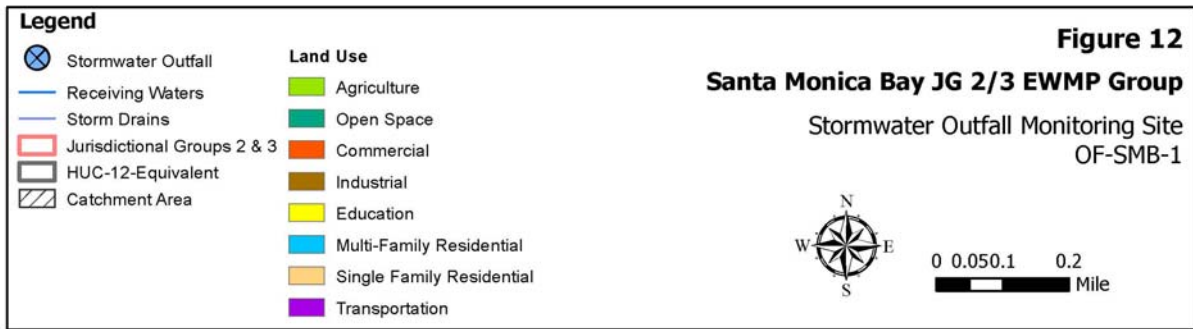 Legend
Stormwater Outfall
Receiving Waters
Storm Drains
Jurisdictional Groups 2 & 3
HUC-12-Equivalent
Catchment Area
Land Use
Agriculture
Open Space
Commercial
Industrial
Education
Multi-Family Residential
Single Family Residential
Transportation
Figure 12
Santa Monica Bay JG 2/3 EWMP Group
Stormwater Outfall Monitoring Site
OF-SMB-1
N
W E
S
0 0.050.1 0.2
Mile